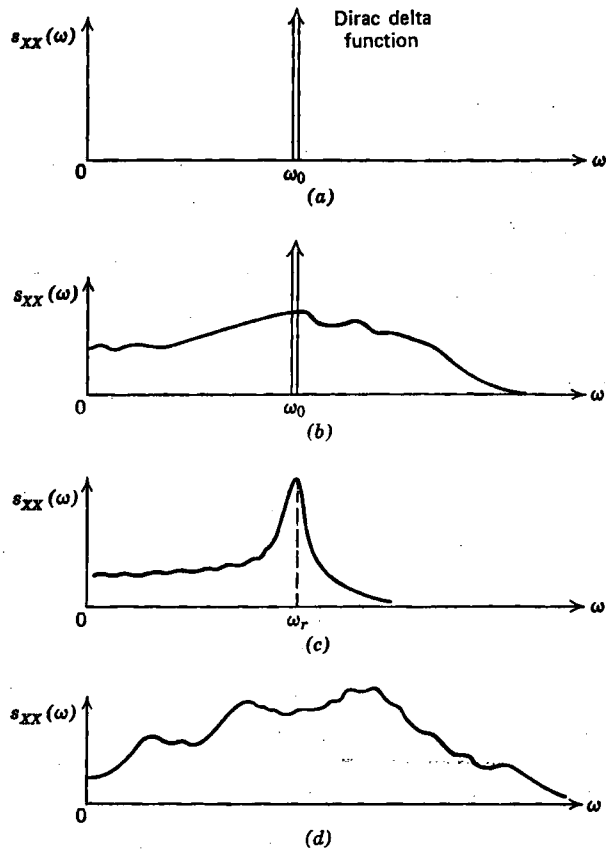 Dirac delta
function
s_XX(ω)
0
ω₀
ω
(a)
s_XX(ω)
0
ω₀
ω
(b)
s_XX(ω)
0
ω_r
ω
(c)
s_XX(ω)
0
ω
(d)